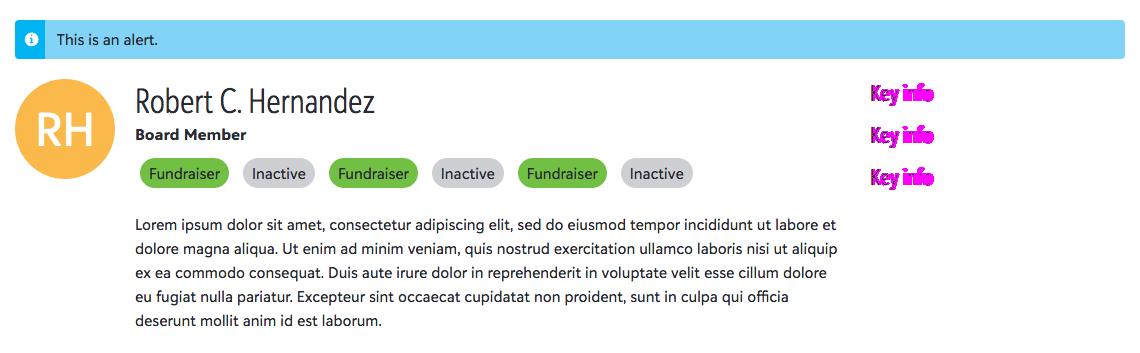 This is an alert.
RH
Robert C. Hernandez
Board Member
Fundraiser Inactive Fundraiser Inactive Fundraiser Inactive
Lorem ipsum dolor sit amet, consectetur adipiscing elit, sed do eiusmod tempor incididunt ut labore et
dolore magna aliqua. Ut enim ad minim veniam, quis nostrud exercitation ullamco laboris nisi ut aliquip
ex ea commodo consequat. Duis aute irure dolor in reprehenderit in voluptate velit esse cillum dolore
eu fugiat nulla pariatur. Excepteur sint occaecat cupidatat non proident, sunt in culpa qui officia
deserunt mollit anim id est laborum.
Key info
Key info
Key info